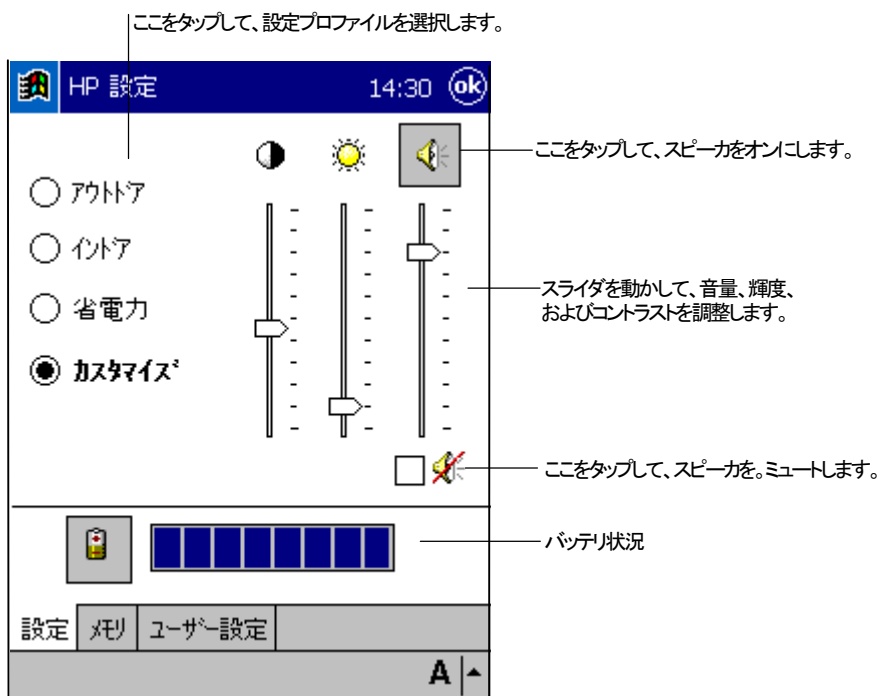 ここをタップして、設定プロファイルを選択します。
HP 設定 14:30 ok
ここをタップして、スピーカをオンにします。
ｱｳﾄﾄﾞｱ
ｲﾝﾄﾞｱ
省電力
ｶｽﾀﾏｲｽﾞ
スライダを動かして、音量、輝度、
およびコントラストを調整します。
ここをタップして、スピーカを。ミュートします。
バッテリ状況
設定 ﾒﾓﾘ ﾕｰｻﾞｰ設定
A